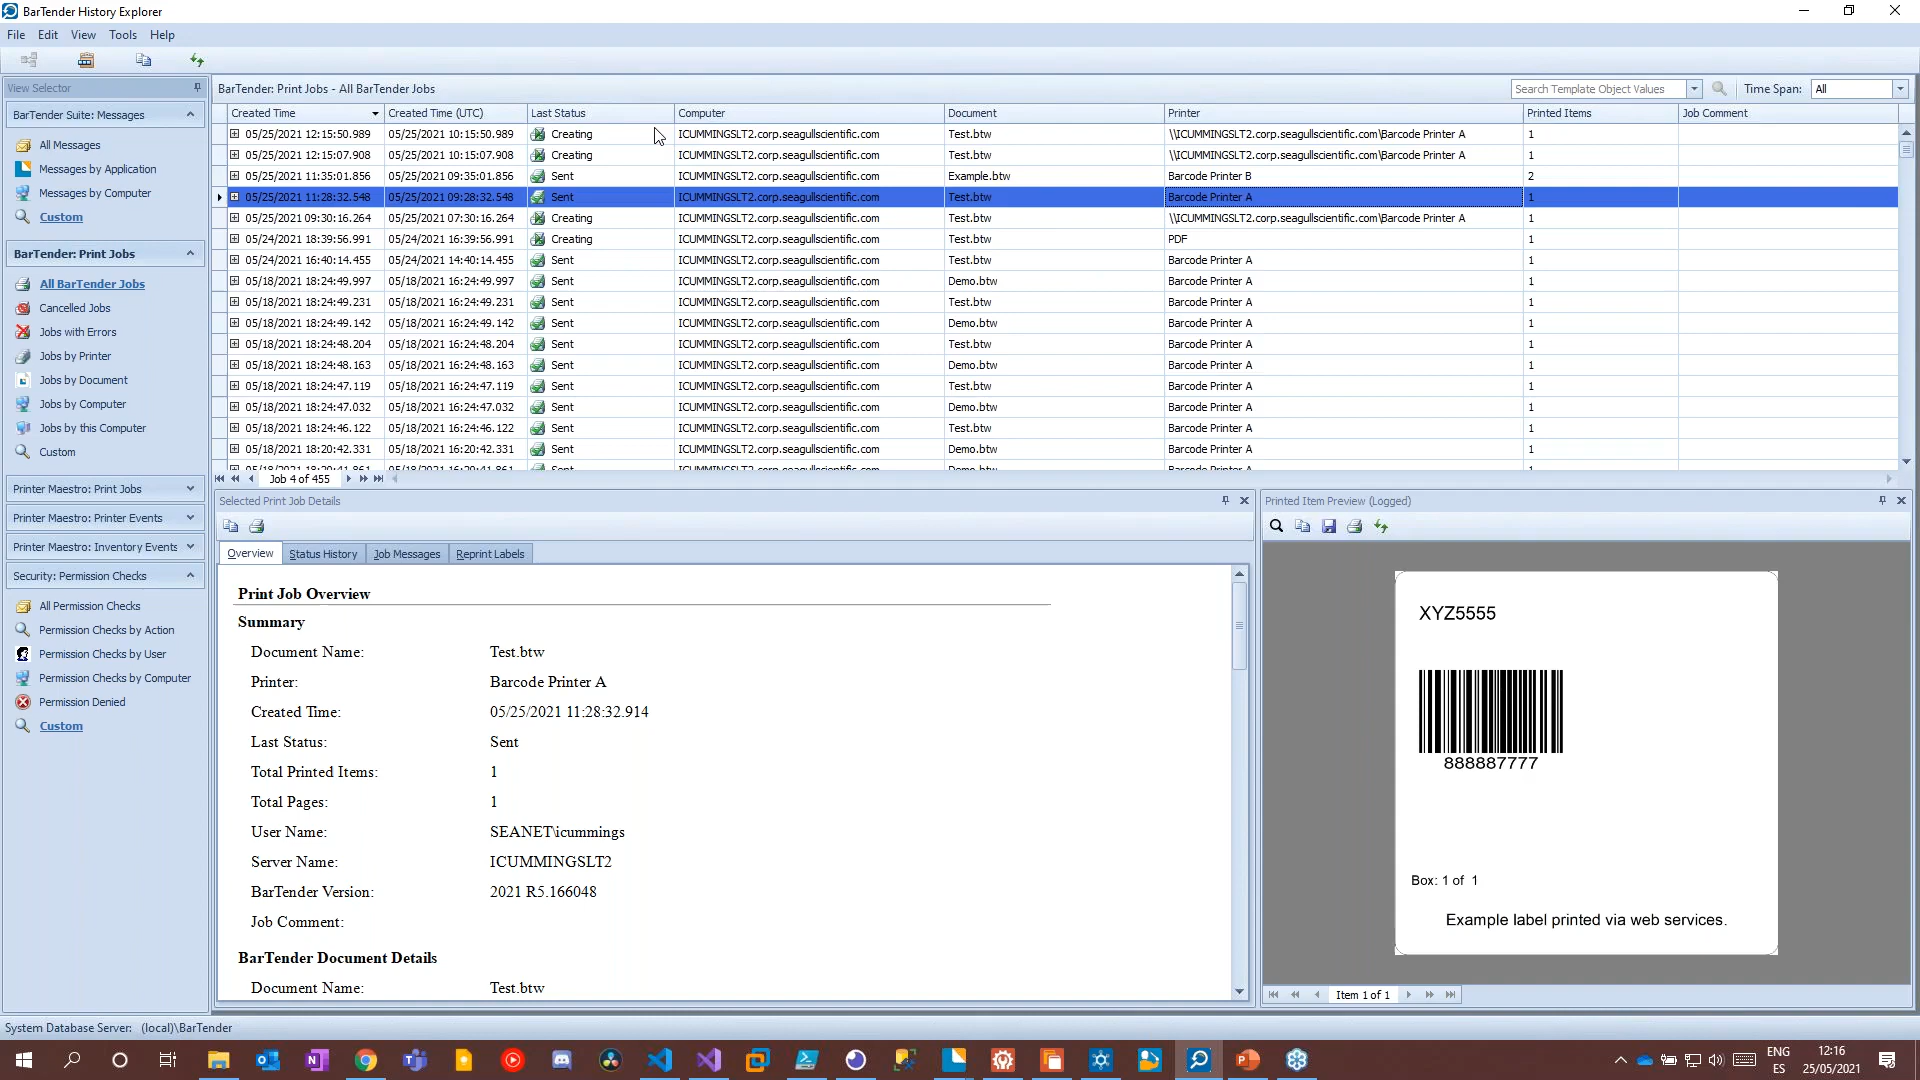 BarTender History Explorer
File Edit View Tools Help
View Selector
BarTender Suite: Messages
All Messages
Messages by Application
Messages by Computer
Custom
BarTender: Print Jobs
All BarTender Jobs
Cancelled Jobs
Jobs with Errors
Jobs by Printer
Jobs by Document
Jobs by Computer
Jobs by this Computer
Custom
Printer Maestro: Print Jobs
Printer Maestro: Printer Events
Printer Maestro: Inventory Events
Security: Permission Checks
All Permission Checks
Permission Checks by Action
Permission Checks by User
Permission Checks by Computer
Permission Denied
Custom
BarTender: Print Jobs - All BarTender Jobs Search Template Object Values Time Span: All
Created Time Created Time (UTC) Last Status Computer Document Printer Printed Items Job Comment
05/25/2021 12:15:50.989 05/25/2021 10:15:50.989 Creating ICUMMINGSLT2.corp.seagullscientific.com Test.btw \\ICUMMINGSLT2.corp.seagullscientific.com\Barcode Printer A 1
05/25/2021 12:15:07.908 05/25/2021 10:15:07.908 Creating ICUMMINGSLT2.corp.seagullscientific.com Test.btw \\ICUMMINGSLT2.corp.seagullscientific.com\Barcode Printer A 1
05/25/2021 11:35:01.856 05/25/2021 09:35:01.856 Sent ICUMMINGSLT2.corp.seagullscientific.com Example.btw Barcode Printer B 2
05/25/2021 11:28:32.548 05/25/2021 09:28:32.548 Sent ICUMMINGSLT2.corp.seagullscientific.com Test.btw Barcode Printer A 1
05/25/2021 09:30:16.264 05/25/2021 07:30:16.264 Creating ICUMMINGSLT2.corp.seagullscientific.com Test.btw \\ICUMMINGSLT2.corp.seagullscientific.com\Barcode Printer A 1
05/24/2021 18:39:56.991 05/24/2021 16:39:56.991 Creating ICUMMINGSLT2.corp.seagullscientific.com Test.btw PDF 1
05/24/2021 16:40:14.455 05/24/2021 14:40:14.455 Sent ICUMMINGSLT2.corp.seagullscientific.com Test.btw Barcode Printer A 1
05/18/2021 18:24:49.997 05/18/2021 16:24:49.997 Sent ICUMMINGSLT2.corp.seagullscientific.com Demo.btw Barcode Printer A 1
05/18/2021 18:24:49.231 05/18/2021 16:24:49.231 Sent ICUMMINGSLT2.corp.seagullscientific.com Test.btw Barcode Printer A 1
05/18/2021 18:24:49.142 05/18/2021 16:24:49.142 Sent ICUMMINGSLT2.corp.seagullscientific.com Demo.btw Barcode Printer A 1
05/18/2021 18:24:48.204 05/18/2021 16:24:48.204 Sent ICUMMINGSLT2.corp.seagullscientific.com Test.btw Barcode Printer A 1
05/18/2021 18:24:48.163 05/18/2021 16:24:48.163 Sent ICUMMINGSLT2.corp.seagullscientific.com Demo.btw Barcode Printer A 1
05/18/2021 18:24:47.119 05/18/2021 16:24:47.119 Sent ICUMMINGSLT2.corp.seagullscientific.com Test.btw Barcode Printer A 1
05/18/2021 18:24:47.032 05/18/2021 16:24:47.032 Sent ICUMMINGSLT2.corp.seagullscientific.com Demo.btw Barcode Printer A 1
05/18/2021 18:24:46.122 05/18/2021 16:24:46.122 Sent ICUMMINGSLT2.corp.seagullscientific.com Test.btw Barcode Printer A 1
05/18/2021 18:20:42.331 05/18/2021 16:20:42.331 Sent ICUMMINGSLT2.corp.seagullscientific.com Demo.btw Barcode Printer A 1
05/18/2021 18:20:41.861 05/18/2021 16:20:41.861 Sent ICUMMINGSLT2.corp.seagullscientific.com Demo.btw Barcode Printer A 1
Job 4 of 455
Selected Print Job Details
Overview Status History Job Messages Reprint Labels
Print Job Overview
Summary
Document Name: Test.btw
Printer: Barcode Printer A
Created Time: 05/25/2021 11:28:32.914
Last Status: Sent
Total Printed Items: 1
Total Pages: 1
User Name: SEANET\icummings
Server Name: ICUMMINGSLT2
BarTender Version: 2021 R5.166048
Job Comment:
BarTender Document Details
Document Name: Test.btw
Printed Item Preview (Logged)
XYZ5555
888887777
Box: 1 of 1
Example label printed via web services.
Item 1 of 1
System Database Server: (local)\BarTender
ENG
ES
12:16
25/05/2021